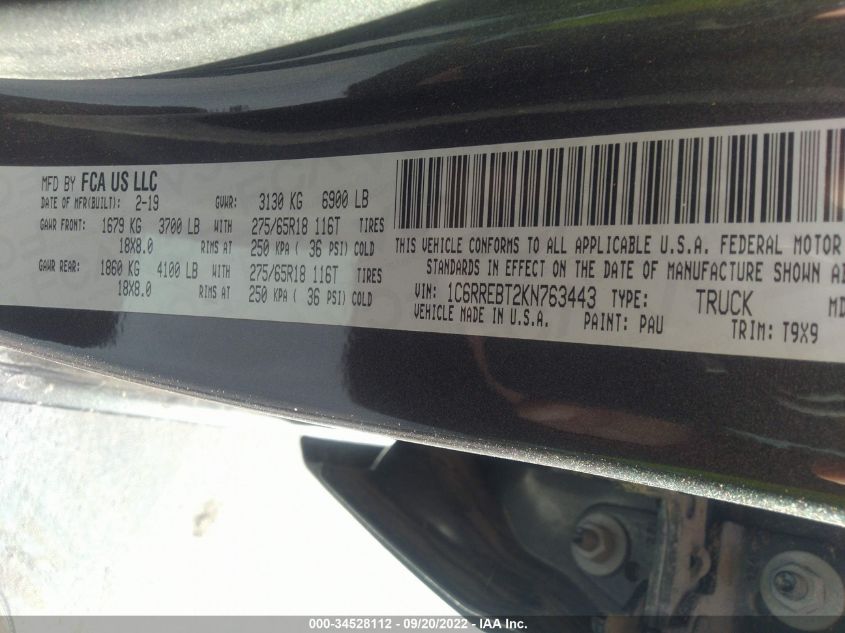 MFD BY FCA US LLC
DATE OF MFR(BUILT): 2-19 GVWR: 3130 KG 6900 LB
GAWR FRONT: 1679 KG 3700 LB WITH 275/65R18 116T TIRES
18X8.0 RIMS AT 250 KPA ( 36 PSI) COLD
GAWR REAR: 1860 KG 4100 LB WITH 275/65R18 116T TIRES
18X8.0 RIMS AT 250 KPA ( 36 PSI) COLD
THIS VEHICLE CONFORMS TO ALL APPLICABLE U.S.A. FEDERAL MOTOR
STANDARDS IN EFFECT ON THE DATE OF MANUFACTURE SHOWN
VIN: 1C6RREBT2KN763443 TYPE: TRUCK
VEHICLE MADE IN U.S.A. PAINT: PAU TRIM: T9X9
000-34528112 - 09/20/2022 - IAA Inc.